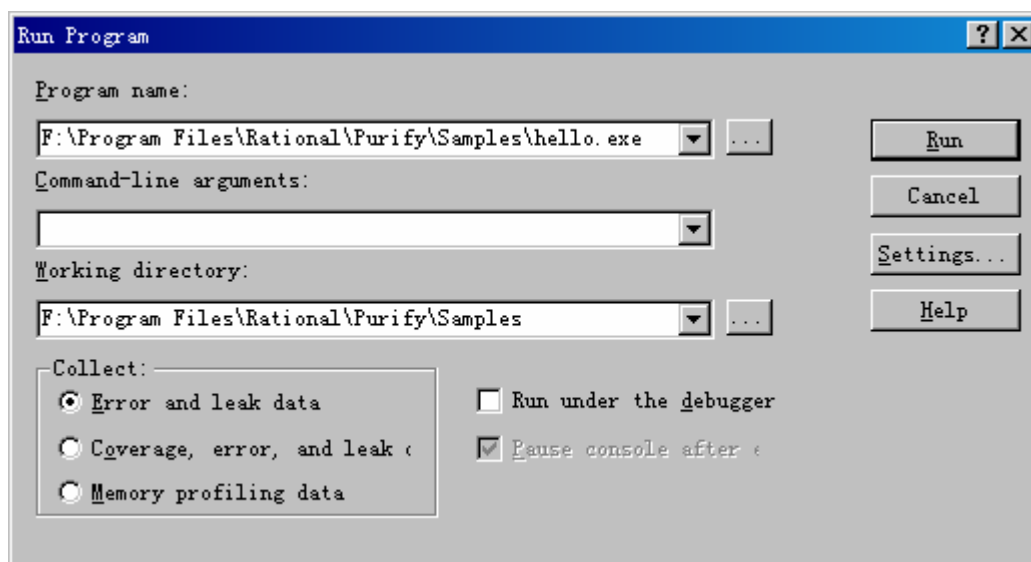 Run Program
Program name:
F:\Program Files\Rational\Purify\Samples\hello.exe
...
Run
Command-line arguments:
Cancel
Working directory:
Settings...
F:\Program Files\Rational\Purify\Samples
...
Help
Collect:
Error and leak data
Run under the debugger
Coverage, error, and leak
Pause console after
Memory profiling data